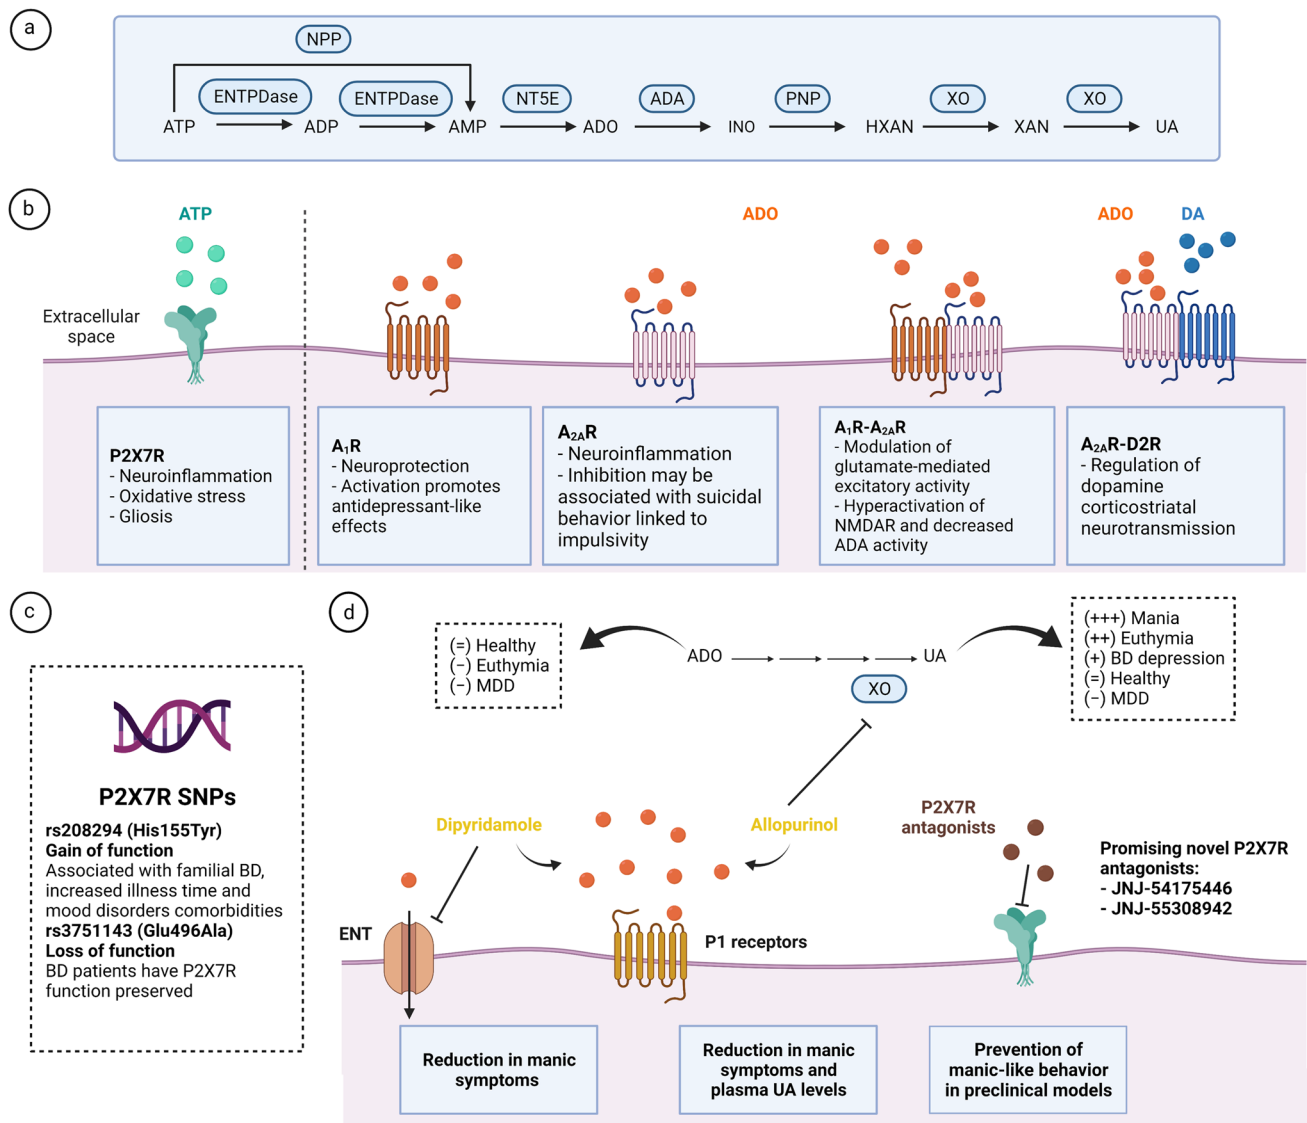 a
NPP
ENTPDase
ENTPDase
NT5E
ADA
PNP
XO
XO
ATP
ADP
AMP
ADO
INO
HXAN
XAN
UA
b
ATP
ADO
ADO
DA
Extracellular
space
P2X7R
- Neuroinflammation
- Oxidative stress
- Gliosis
A₁R
- Neuroprotection
- Activation promotes
antidepressant-like
effects
A₂ₐR
- Neuroinflammation
- Inhibition may be
associated with suicidal
behavior linked to
impulsivity
A₁R-A₂ₐR
- Modulation of
glutamate-mediated
excitatory activity
- Hyperactivation of
NMDAR and decreased
ADA activity
A₂ₐR-D2R
- Regulation of
dopamine
corticostriatal
neurotransmission
c
P2X7R SNPs
rs208294 (His155Tyr)
Gain of function
Associated with familial BD,
increased illness time and
mood disorders comorbidities
rs3751143 (Glu496Ala)
Loss of function
BD patients have P2X7R
function preserved
d
(=) Healthy
(−) Euthymia
(−) MDD
ADO
UA
XO
(+++) Mania
(++) Euthymia
(+) BD depression
(=) Healthy
(−) MDD
Dipyridamole
Allopurinol
P2X7R
antagonists
Promising novel P2X7R
antagonists:
- JNJ-54175446
- JNJ-55308942
ENT
P1 receptors
Reduction in manic
symptoms
Reduction in manic
symptoms and
plasma UA levels
Prevention of
manic-like behavior
in preclinical models